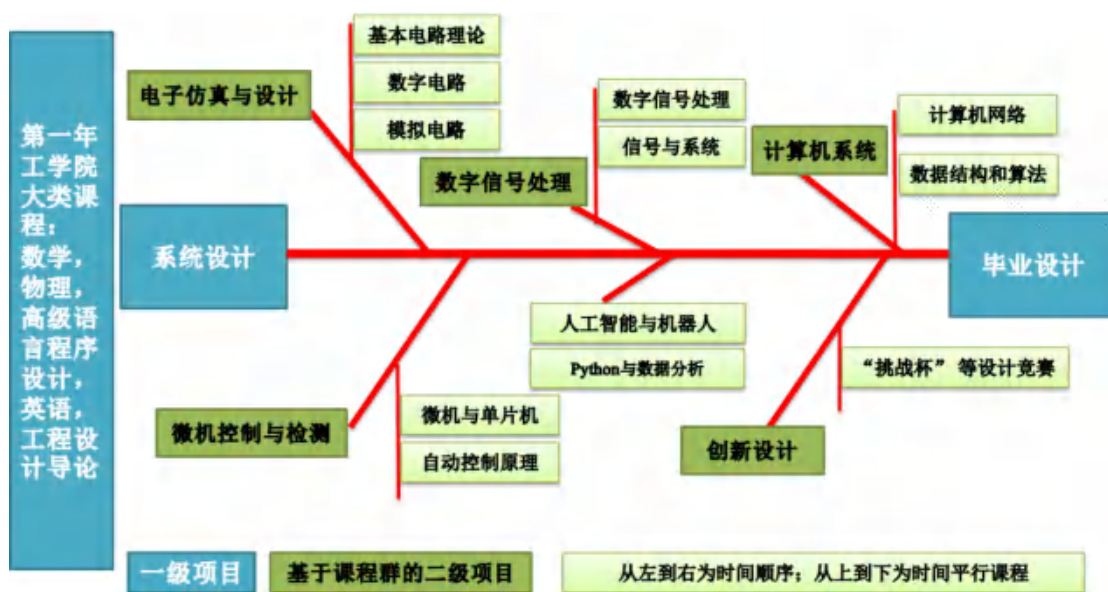 第一年
工学院
大类课
程：
数学，
物理，
高级语
言程序
设计，
英语，
工程设
计导论
系统设计
电子仿真与设计
基本电路理论
数字电路
模拟电路
数字信号处理
数字信号处理
信号与系统
计算机系统
计算机网络
数据结构和算法
毕业设计
微机控制与检测
微机与单片机
自动控制原理
人工智能与机器人
Python与数据分析
创新设计
“挑战杯” 等设计竞赛
一级项目
基于课程群的二级项目
从左到右为时间顺序；从上到下为时间平行课程